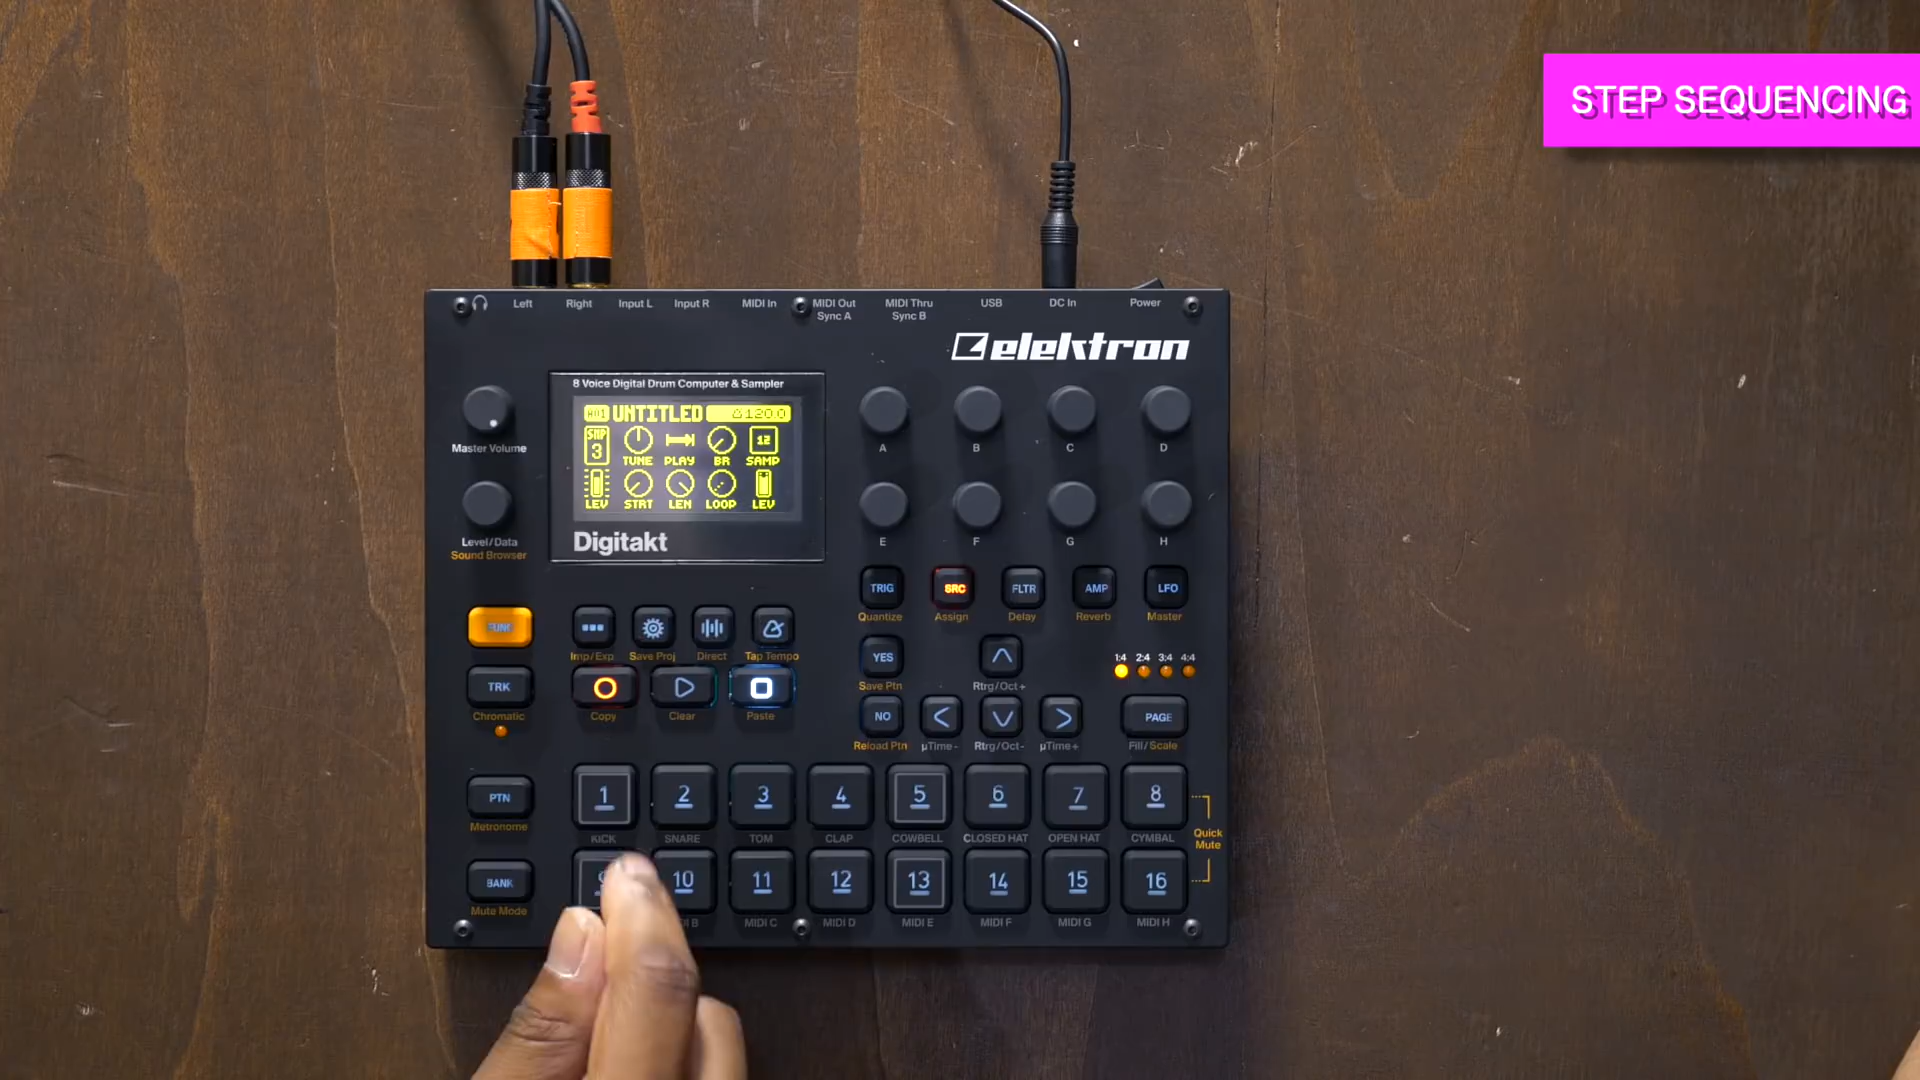 STEP SEQUENCING
Left Right Input L Input R MIDI In MIDI Out MIDI Thru USB DC In Power
Sync A Sync B
elektron
8 Voice Digital Drum Computer & Sampler
A01 UNTITLED 120.0
SMP 3 12
TUNE PLAY BR SAMP
LEV STRT LEN LOOP LEV
Digitakt
Master Volume
A B C D
Level/Data
Sound Browser
E F G H
TRIG SRC FLTR AMP LFO
Quantize Assign Delay Reverb Master
FUNC
Imp/Exp Save Proj Direct Tap Tempo
YES
1:4 2:4 3:4 4:4
Save Ptn Rtrg/Oct+
TRK
Chromatic Copy Clear Paste
NO PAGE
Reload Ptn µTime- Rtrg/Oct- µTime+ Fill/Scale
PTN 1 2 3 4 5 6 7 8
Metronome
KICK SNARE TOM CLAP COWBELL CLOSED HAT OPEN HAT CYMBAL
Quick
Mute
BANK 10 11 12 13 14 15 16
Mute Mode
MIDI C MIDI D MIDI E MIDI F MIDI G MIDI H